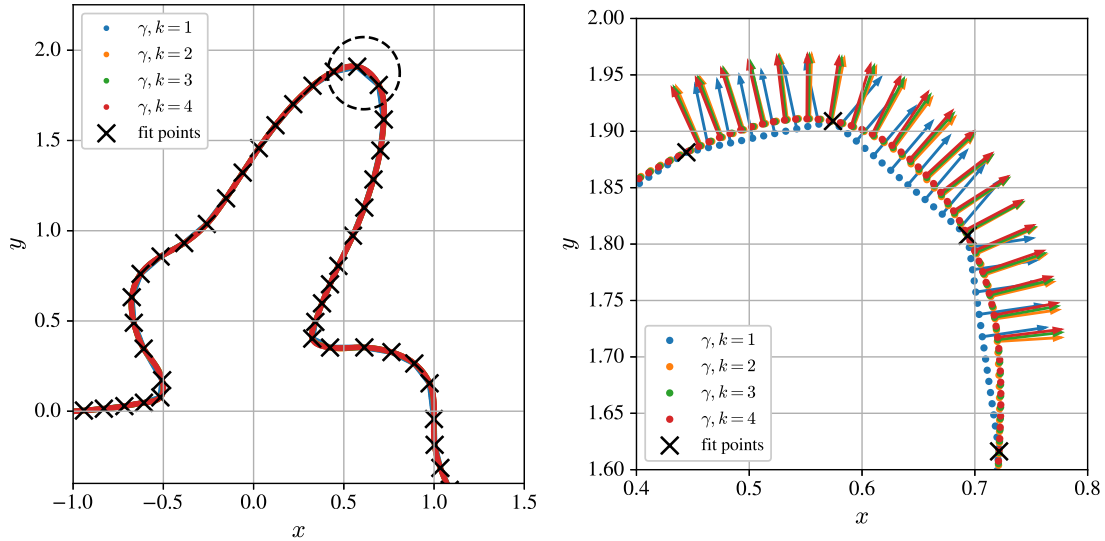 γ, k = 1
γ, k = 2
γ, k = 3
γ, k = 4
fit points
2.0
1.5
1.0
0.5
0.0
y
−1.0 −0.5 0.0 0.5 1.0 1.5
x
2.00
1.95
1.90
1.85
1.80
1.75
1.70
1.65
1.60
y
γ, k = 1
γ, k = 2
γ, k = 3
γ, k = 4
fit points
0.4 0.5 0.6 0.7 0.8
x